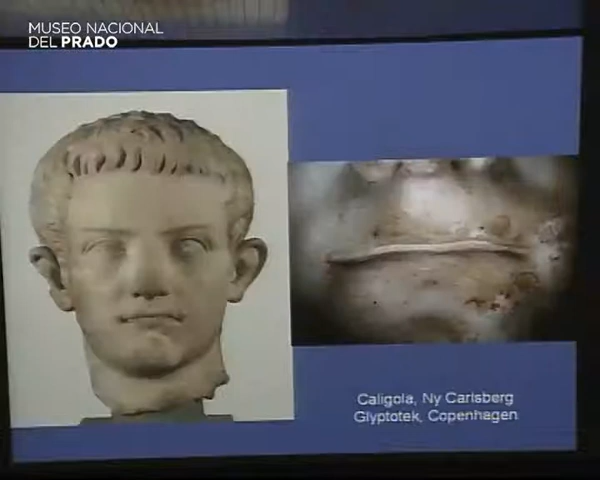 MUSEO NACIONAL
DEL PRADO
Caligola, Ny Carlsberg
Glyptotek, Copenhagen